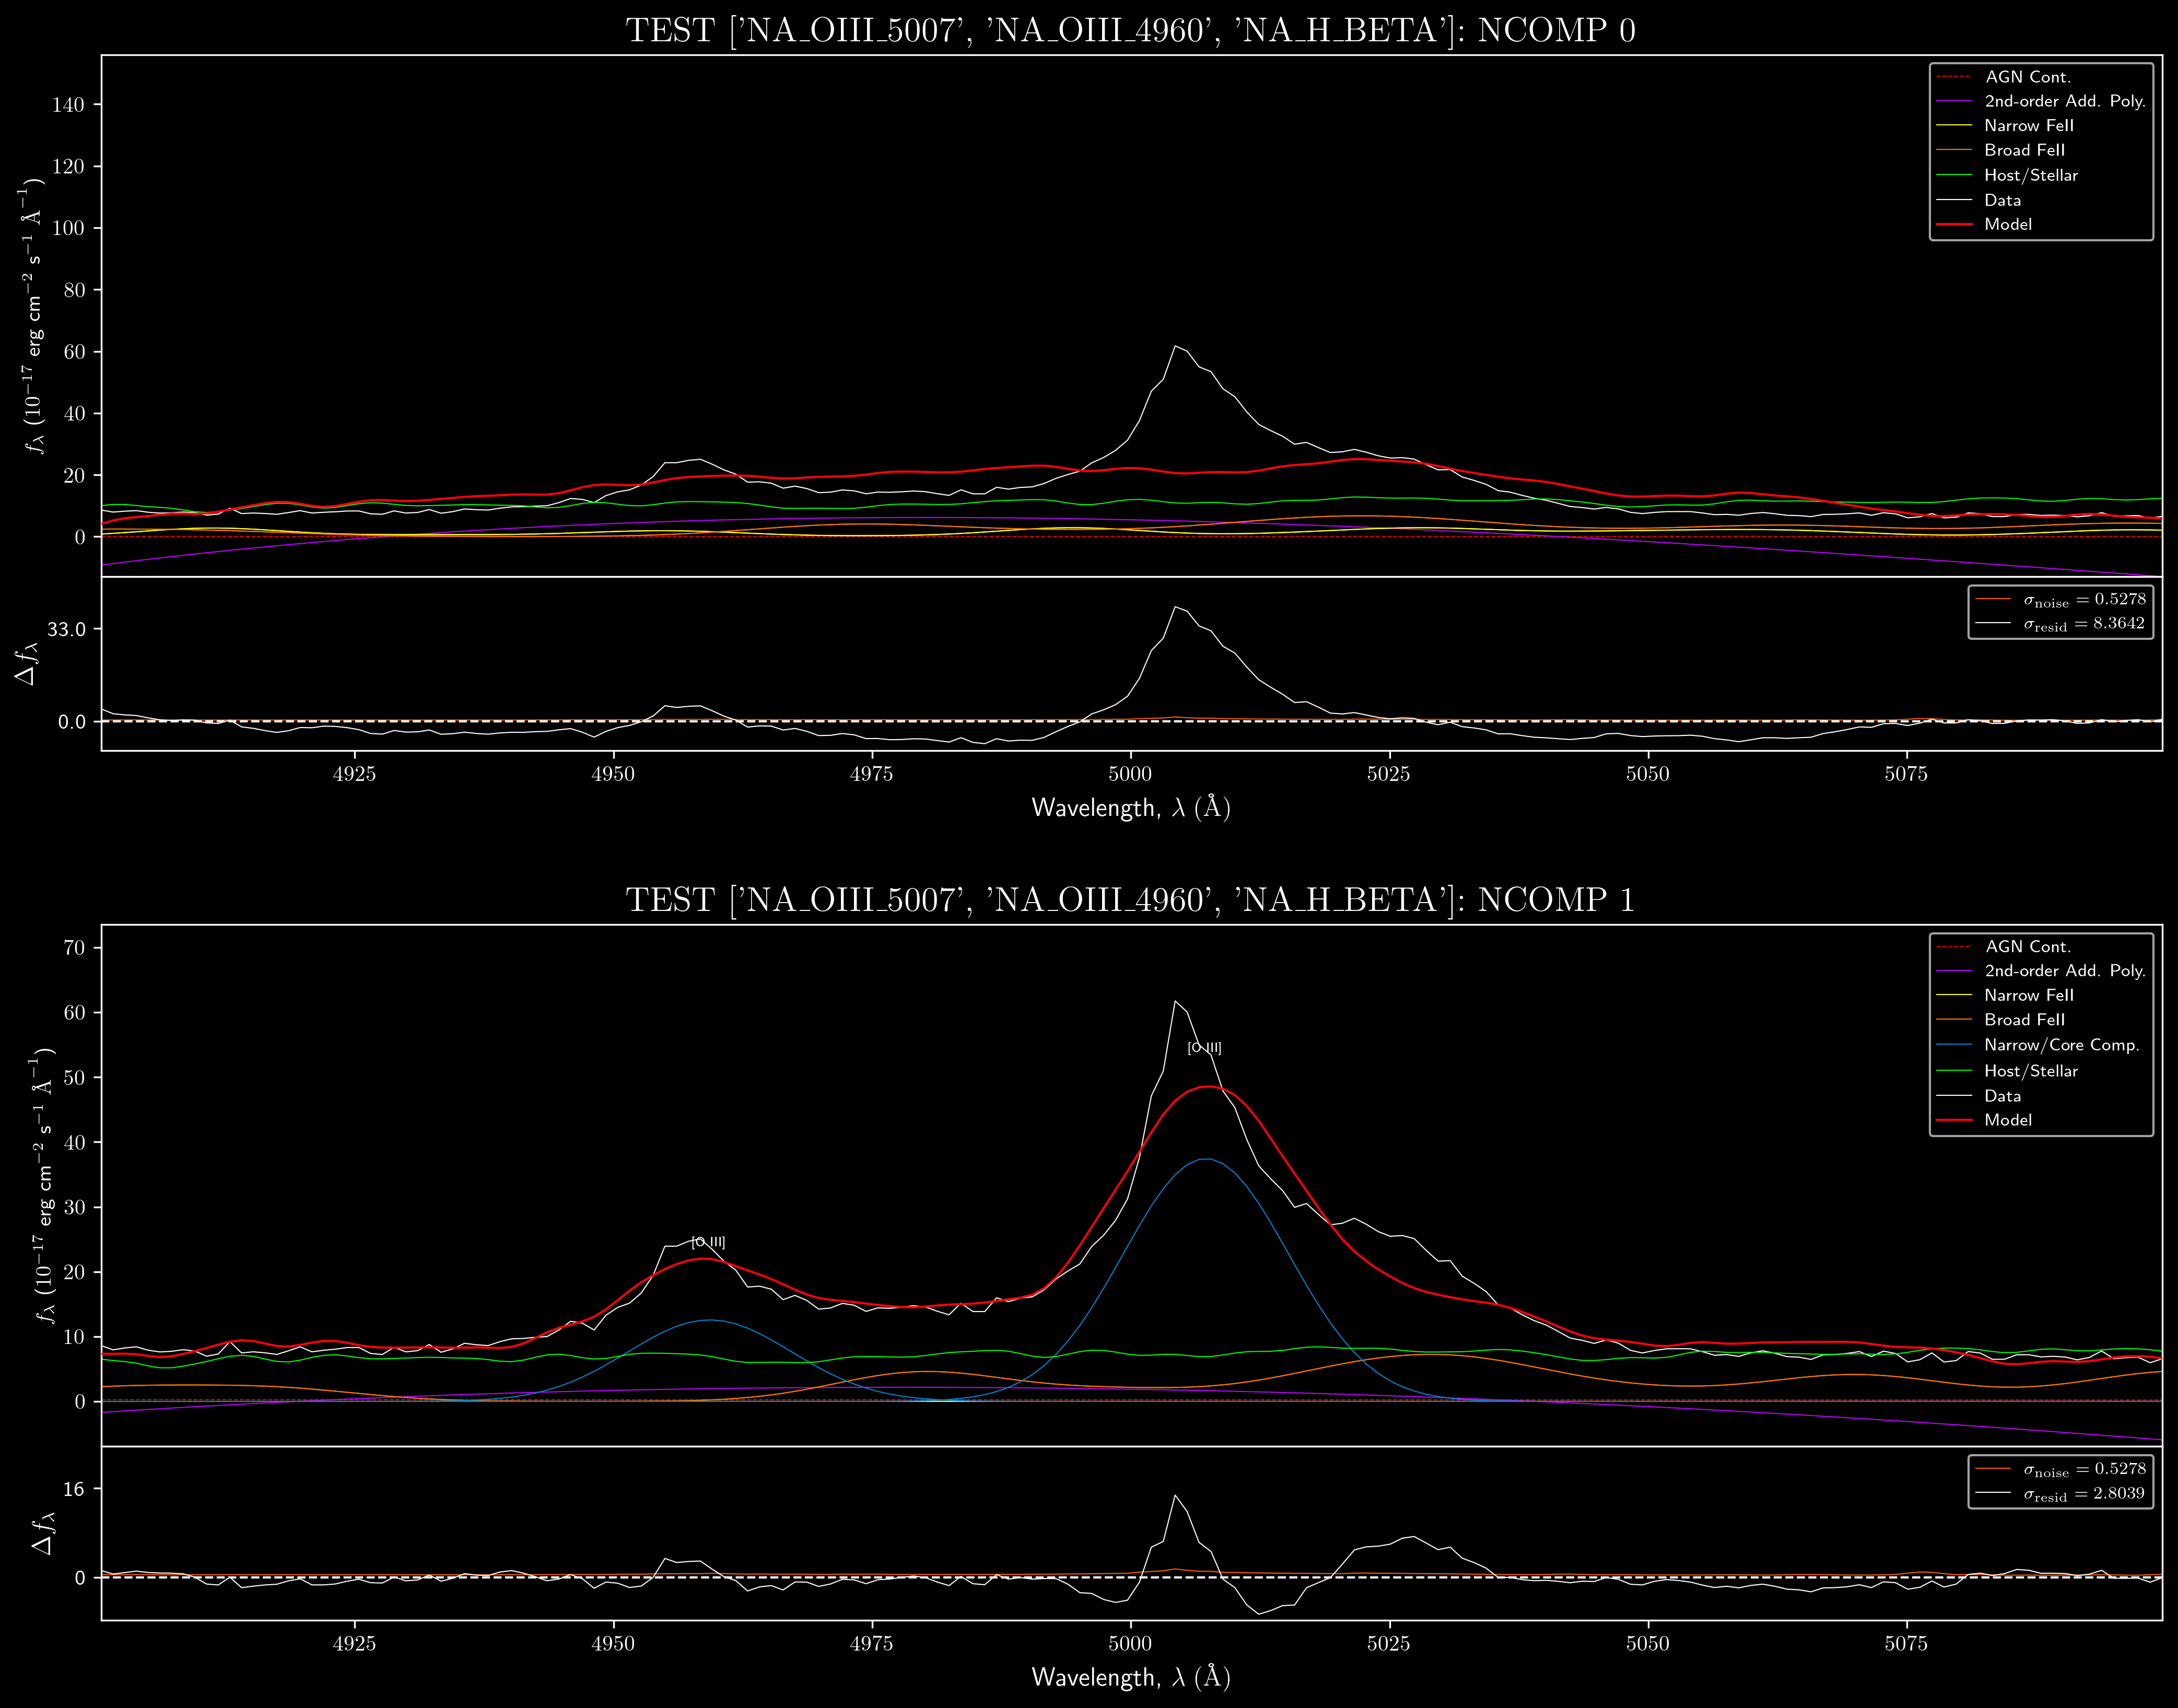 TEST ['NA_OIII_5007', 'NA_OIII_4960', 'NA_H_BETA']: NCOMP 0
AGN Cont.
2nd-order Add. Poly.
Narrow FeII
Broad FeII
Host/Stellar
Data
Model
140
120
100
80
60
40
20
0
f_λ (10^−17 erg cm^−2 s^−1 Å^−1)
σ_noise = 0.5278
σ_resid = 8.3642
33.0
0.0
Δf_λ
4925 4950 4975 5000 5025 5050 5075
Wavelength, λ (Å)
TEST ['NA_OIII_5007', 'NA_OIII_4960', 'NA_H_BETA']: NCOMP 1
AGN Cont.
2nd-order Add. Poly.
Narrow FeII
Broad FeII
Narrow/Core Comp.
Host/Stellar
Data
Model
70
60
50
40
30
20
10
0
f_λ (10^−17 erg cm^−2 s^−1 Å^−1)
[O III]
[O III]
σ_noise = 0.5278
σ_resid = 2.8039
16
0
Δf_λ
4925 4950 4975 5000 5025 5050 5075
Wavelength, λ (Å)